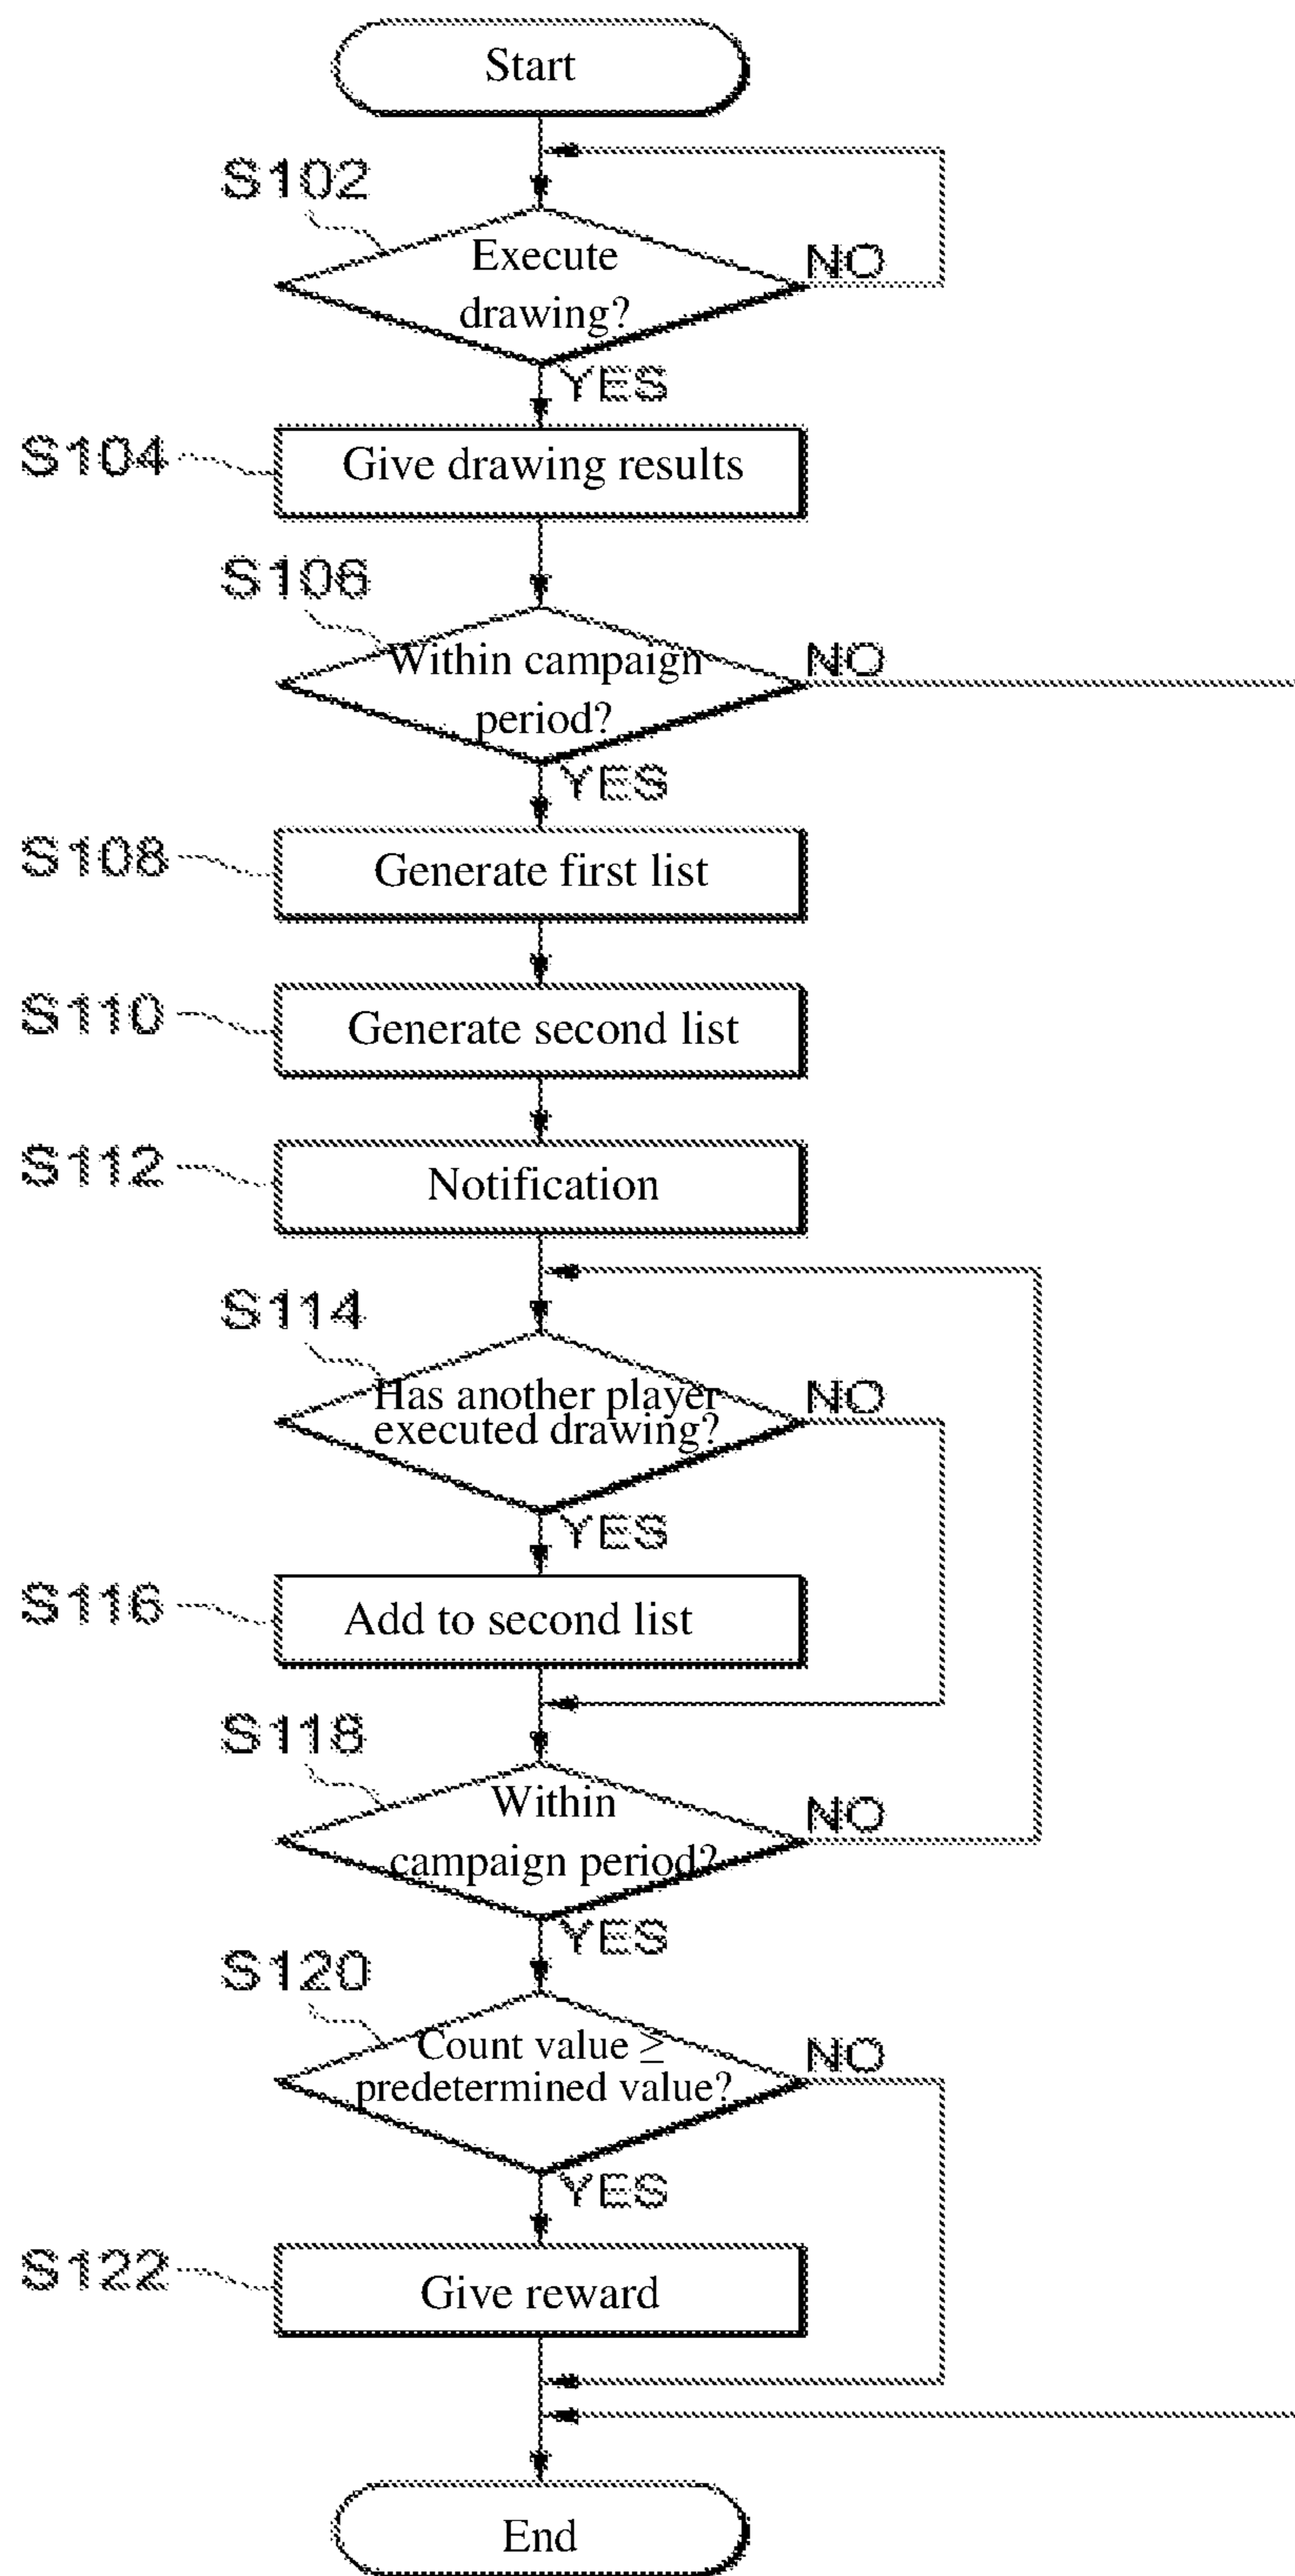 Start
S102
Execute
drawing?
NO
YES
S104
Give drawing results
S106
Within campaign
period?
NO
YES
S108
Generate first list
S110
Generate second list
S112
Notification
S114
Has another player
executed drawing?
NO
YES
S116
Add to second list
S118
Within
campaign period?
NO
YES
S120
Count value ≥
predetermined value?
NO
YES
S122
Give reward
End